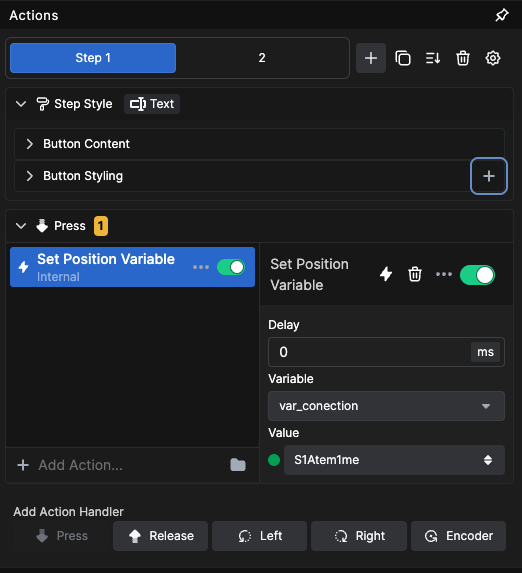 Actions
Step 1
2
Step Style
Text
Button Content
Button Styling
Press
1
Set Position Variable
Internal
Add Action...
Set Position
Variable
Delay
0
ms
Variable
var_conection
Value
S1Atem1me
Add Action Handler
Press
Release
Left
Right
Encoder